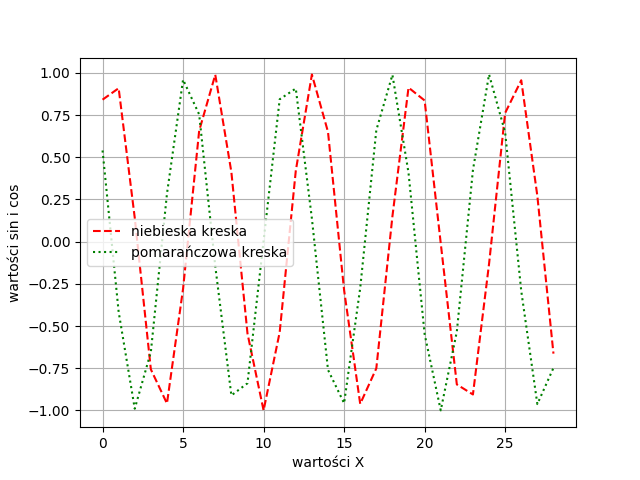 1.00
0.75
0.50
0.25
0.00
−0.25
−0.50
−0.75
−1.00
wartości sin i cos
niebieska kreska
pomarańczowa kreska
0 5 10 15 20 25
wartości X